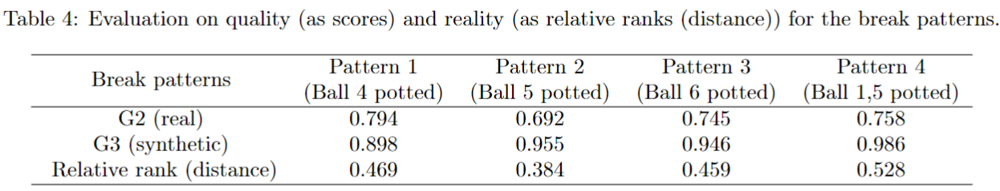 Table 4: Evaluation on quality (as scores) and reality (as relative ranks (distance)) for the break patterns.
Break patterns Pattern 1 Pattern 2 Pattern 3 Pattern 4
(Ball 4 potted) (Ball 5 potted) (Ball 6 potted) (Ball 1,5 potted)
G2 (real) 0.794 0.692 0.745 0.758
G3 (synthetic) 0.898 0.955 0.946 0.986
Relative rank (distance) 0.469 0.384 0.459 0.528